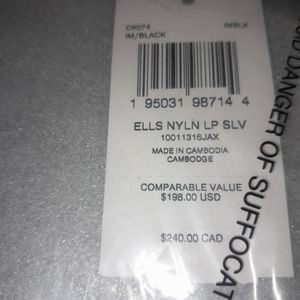 CR074 IMBLK
IM/BLACK
1 95031 98714 4
ELLS NYLN LP SLV
10011316JAX
MADE IN CAMBODIA
CAMBODGE
COMPARABLE VALUE
$198.00 USD
$240.00 CAD
DANGER OF SUFFOCAT